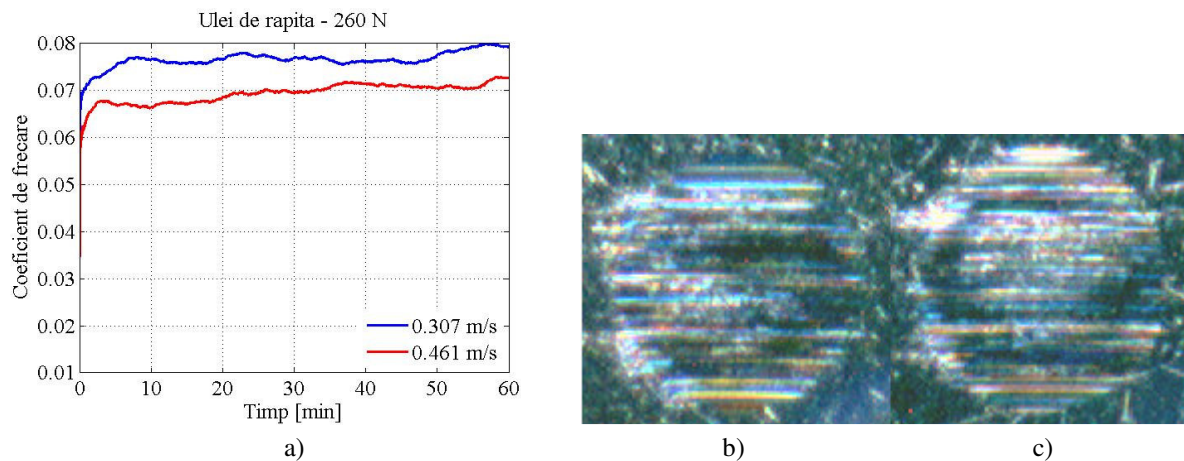 Ulei de rapita - 260 N
Coeficient de frecare
0.08
0.07
0.06
0.05
0.04
0.03
0.02
0.01
0.307 m/s
0.461 m/s
0 10 20 30 40 50 60
Timp [min]
a) b) c)